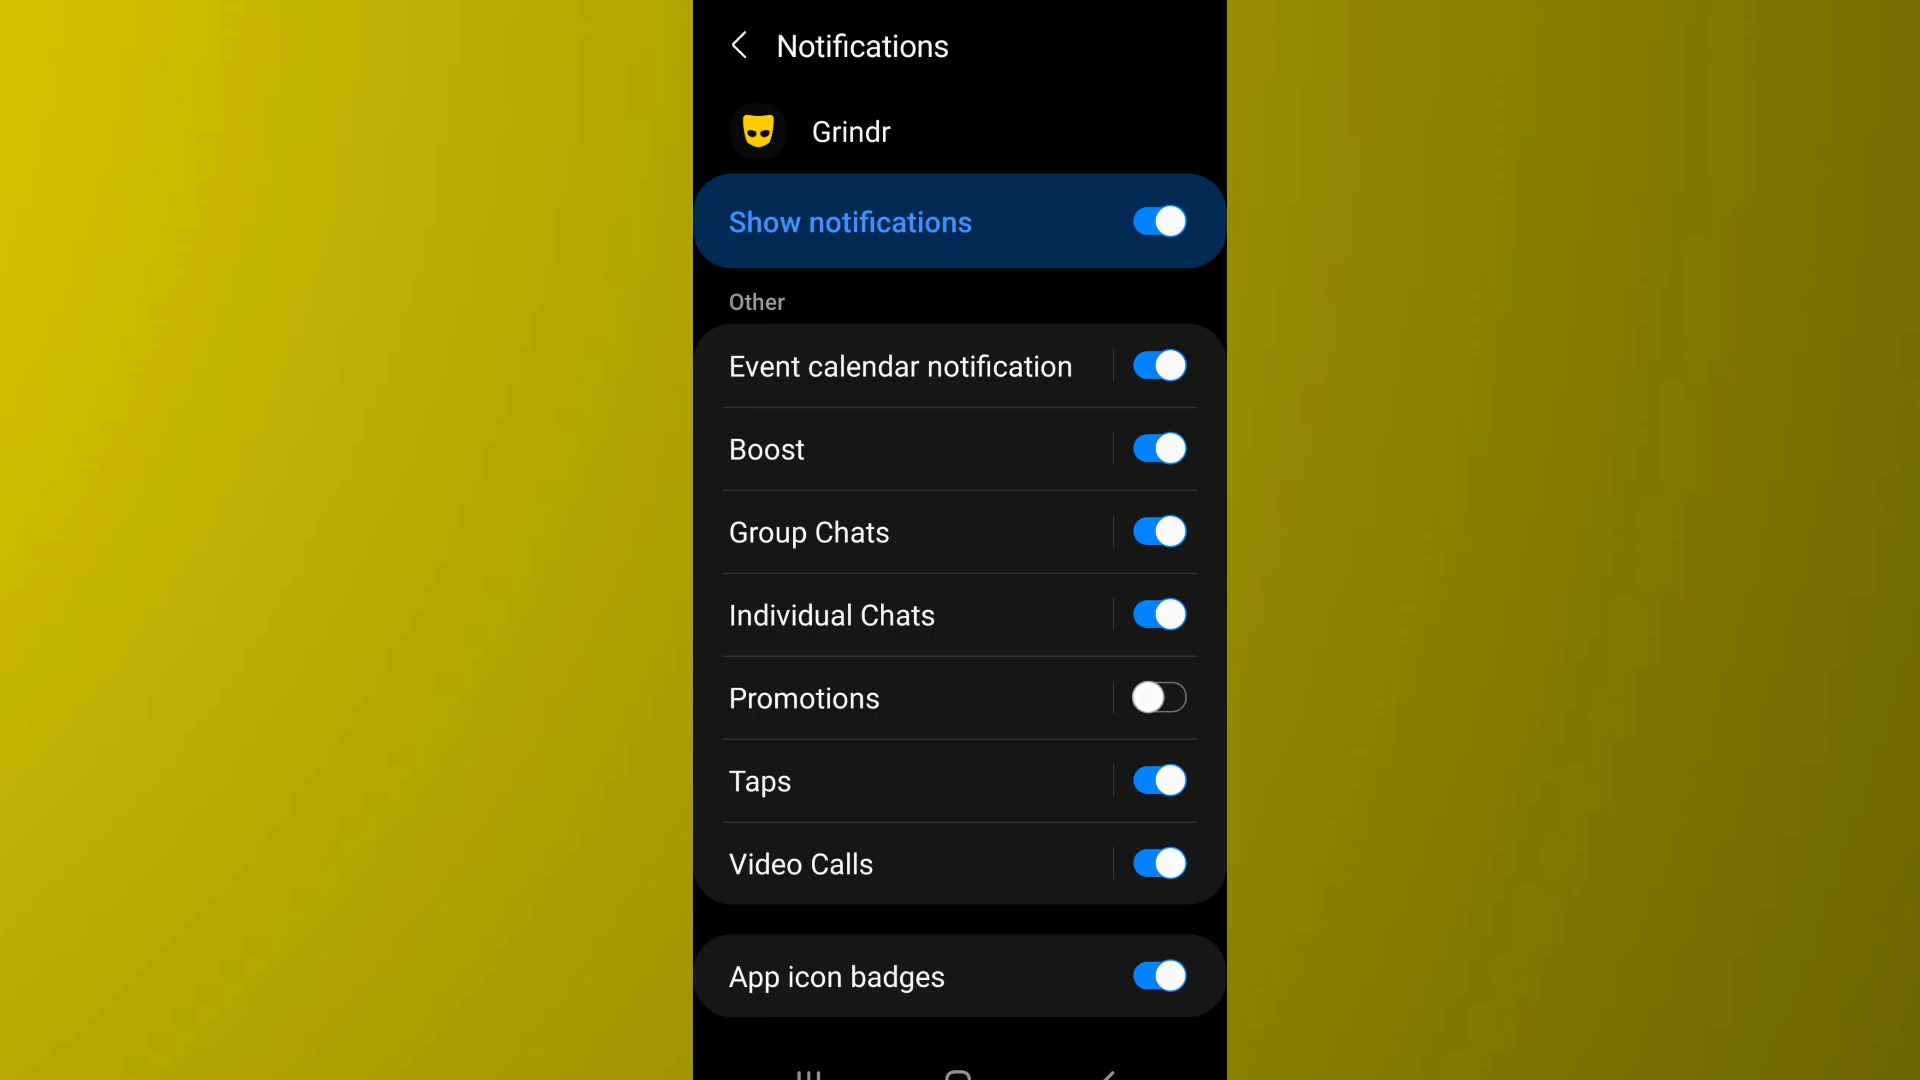 Notifications
Grindr
Show notifications
Other
Event calendar notification
Boost
Group Chats
Individual Chats
Promotions
Taps
Video Calls
App icon badges